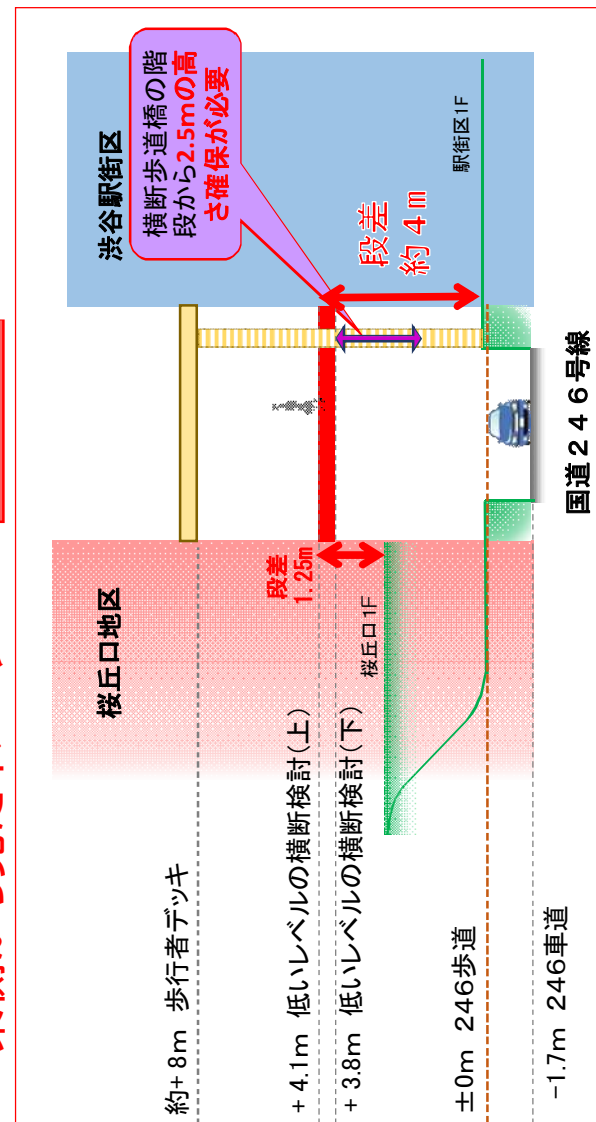 渋谷駅街区
横断歩道橋の階
段から2.5mの高
さ確保が必要
段差
約４ｍ
駅街区1F
桜丘口地区
段差
1.25m
桜丘口1F
国道２４６号線
約+8m 歩行者デッキ
+4.1m 低いレベルの横断検討(上)
+3.8m 低いレベルの横断検討(下)
±0m 246歩道
-1.7m 246車道